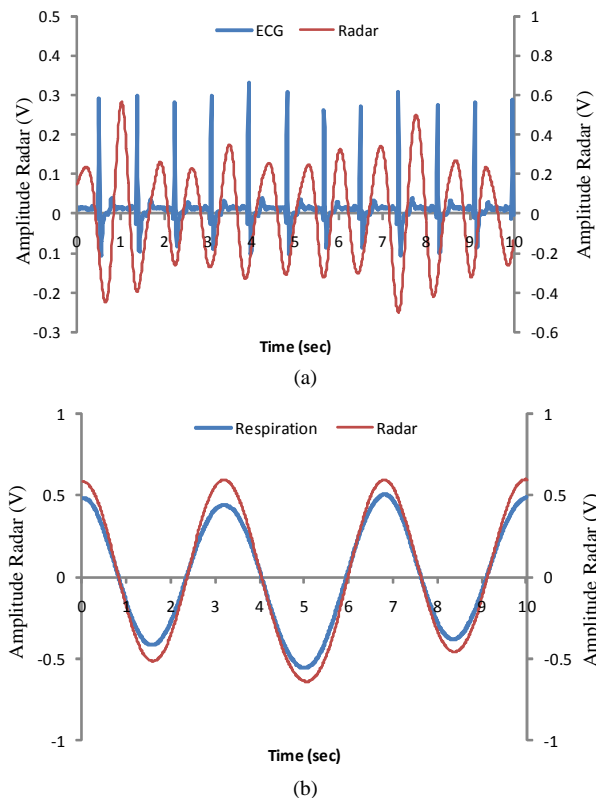 0.5
1
ECG
Radar
0.4
0.8
0.3
0.6
0.2
0.4
0.1
0.2
0
0
0 1 2 3 4 5 6 7 8 9 10
0.1
-0.2
-0.2
-0.4
-0.3
-0.6
Amplitude Radar (V)
Amplitude Radar (V)
Time (sec)
(a)
1
1
Respiration
Radar
0.5
0.5
0
0
0 1 2 3 4 5 6 7 8 9 10
-0.5
-0.5
-1
-1
Amplitude Radar (V)
Amplitude Radar (V)
Time (sec)
(b)